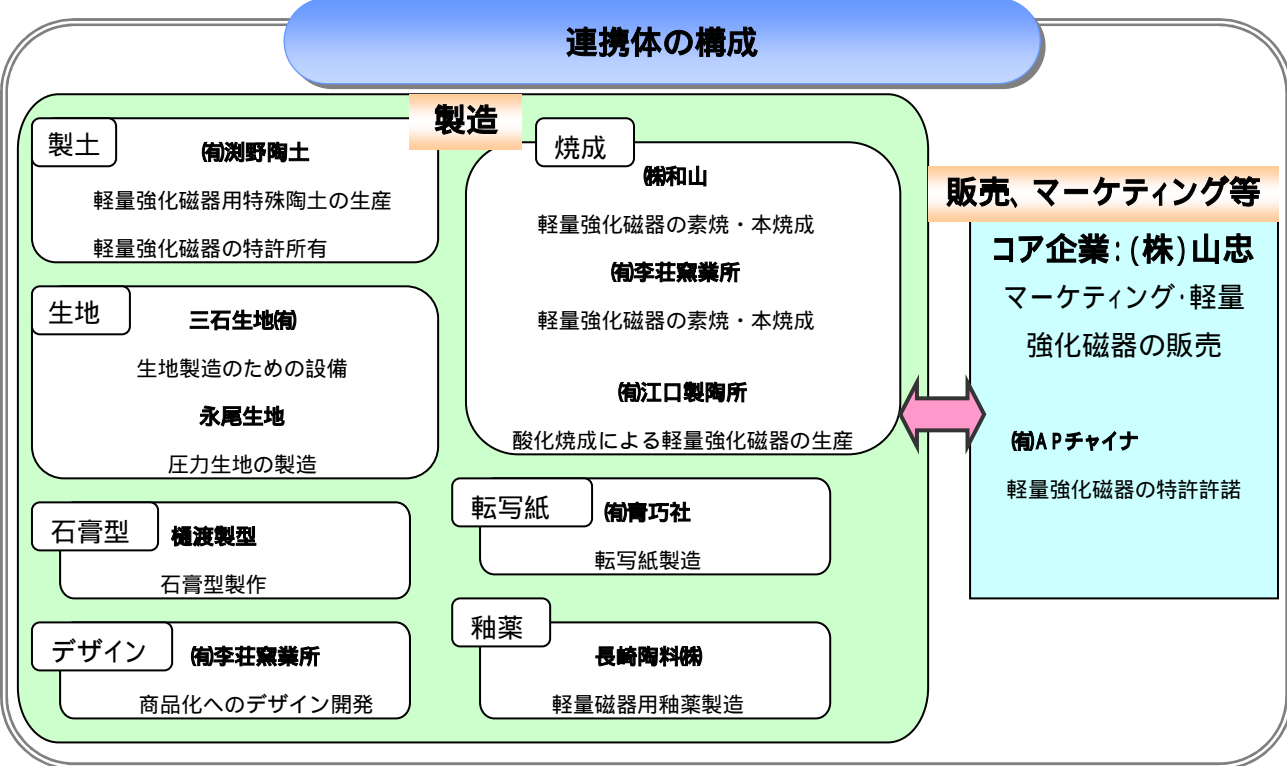 連携体の構成
製造
製土
㈲渕野陶土
軽量強化磁器用特殊陶土の生産
軽量強化磁器の特許所有
生地
三石生地㈲
生地製造のための設備
永尾生地
圧力生地の製造
石膏型
樋渡製型
石膏型製作
デザイン
㈲李荘窯業所
商品化へのデザイン開発
焼成
㈱和山
軽量強化磁器の素焼・本焼成
㈲李荘窯業所
軽量強化磁器の素焼・本焼成
㈲江口製陶所
酸化焼成による軽量強化磁器の生産
転写紙
㈲青巧社
転写紙製造
釉薬
長崎陶料㈱
軽量磁器用釉薬製造
販売、マーケティング等
コア企業：(株)山忠
マーケティング・軽量
強化磁器の販売
㈲APチャイナ
軽量強化磁器の特許許諾